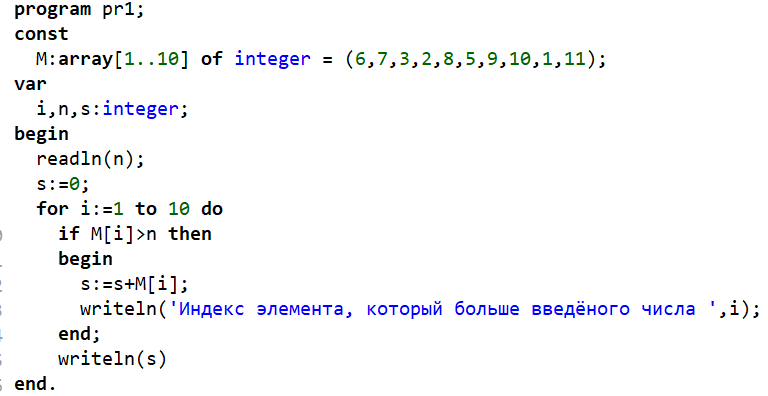 program pr1;
const
M:array[1..10] of integer = (6,7,3,2,8,5,9,10,1,11);
var
i,n,s:integer;
begin
readln(n);
s:=0;
for i:=1 to 10 do
if M[i]>n then
begin
s:=s+M[i];
writeln('Индекс элемента, который больше введёного числа ',i);
end;
writeln(s)
end.